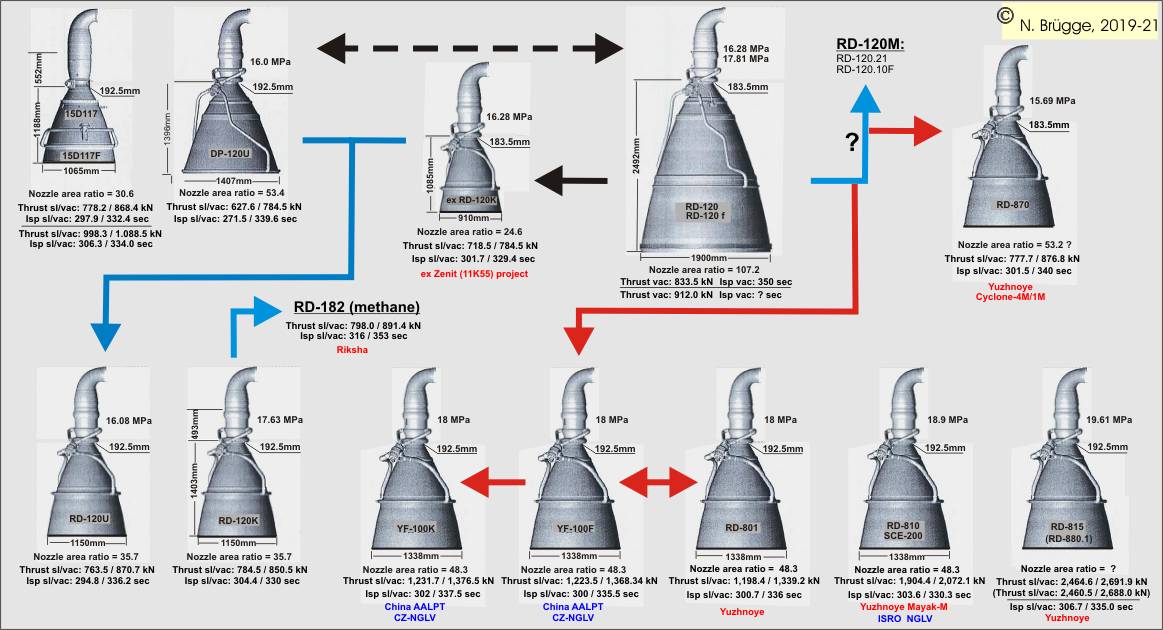 © N. Brügge, 2019-21
552mm
192.5mm
1188mm
15D117
15D117F
1065mm
Nozzle area ratio = 30.6
Thrust sl/vac: 778.2 / 868.4 kN
Isp sl/vac: 297.9 / 332.4 sec
Thrust sl/vac: 998.3 / 1.088.5 kN
Isp sl/vac: 306.3 / 334.0 sec
16.0 MPa
192.5mm
1396mm
DP-120U
1407mm
Nozzle area ratio = 53.4
Thrust sl/vac: 627.6 / 784.5 kN
Isp sl/vac: 271.5 / 339.6 sec
16.28 MPa
183.5mm
1085mm
ex RD-120K
910mm
Nozzle area ratio = 24.6
Thrust sl/vac: 718.5 / 784.5 kN
Isp sl/vac: 301.7 / 329.4 sec
ex Zenit (11K55) project
16.28 MPa
17.81 MPa
183.5mm
2492mm
RD-120
RD-120 f
1900mm
Nozzle area ratio = 107.2
Thrust vac: 833.5 kN Isp vac: 350 sec
Thrust vac: 912.0 kN Isp vac: ? sec
RD-120M:
RD-120.21
RD-120.10F
?
15.69 MPa
183.5mm
RD-870
Nozzle area ratio = 53.2 ?
Thrust sl/vac: 777.7 / 876.8 kN
Isp sl/vac: 301.5 / 340 sec
Yuzhnoye
Cyclone-4M/1M
RD-182 (methane)
Thrust sl/vac: 798.0 / 891.4 kN
Isp sl/vac: 316 / 353 sec
Riksha
16.08 MPa
192.5mm
RD-120U
1150mm
Nozzle area ratio = 35.7
Thrust sl/vac: 763.5 / 870.7 kN
Isp sl/vac: 294.8 / 336.2 sec
493mm
17.63 MPa
192.5mm
1403mm
RD-120K
1150mm
Nozzle area ratio = 35.7
Thrust sl/vac: 784.5 / 850.5 kN
Isp sl/vac: 304.4 / 330 sec
18 MPa
192.5mm
YF-100K
1338mm
Nozzle area ratio = 48.3
Thrust sl/vac: 1,231.7 / 1,376.5 kN
Isp sl/vac: 302 / 337.5 sec
China AALPT
CZ-NGLV
18 MPa
192.5mm
YF-100F
1338mm
Nozzle area ratio = 48.3
Thrust sl/vac: 1,223.5 / 1,368.34 kN
Isp sl/vac: 300 / 335.5 sec
China AALPT
CZ-NGLV
18 MPa
192.5mm
RD-801
1338mm
Nozzle area ratio = 48.3
Thrust sl/vac: 1,198.4 / 1,339.2 kN
Isp sl/vac: 300.7 / 336 sec
Yuzhnoye
18.9 MPa
192.5mm
RD-810
SCE-200
1338mm
Nozzle area ratio = 48.3
Thrust sl/vac: 1,904.4 / 2,072.1 kN
Isp sl/vac: 303.6 / 330.3 sec
Yuzhnoye Mayak-M
ISRO NGLV
19.61 MPa
192.5mm
RD-815
(RD-880.1)
Nozzle area ratio = ?
Thrust sl/vac: 2,464.6 / 2,691.9 kN
(Thrust sl/vac: 2,460.5 / 2,688.0 kN)
Isp sl/vac: 306.7 / 335.0 sec
Yuzhnoye